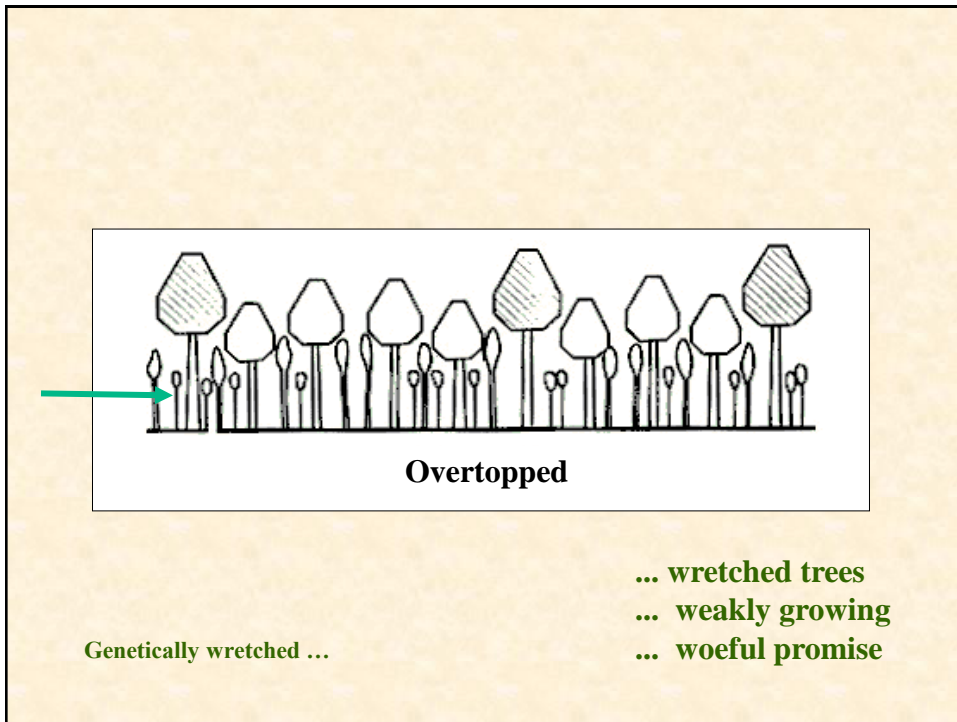 Overtopped
... wretched trees
... weakly growing
Genetically wretched …
... woeful promise